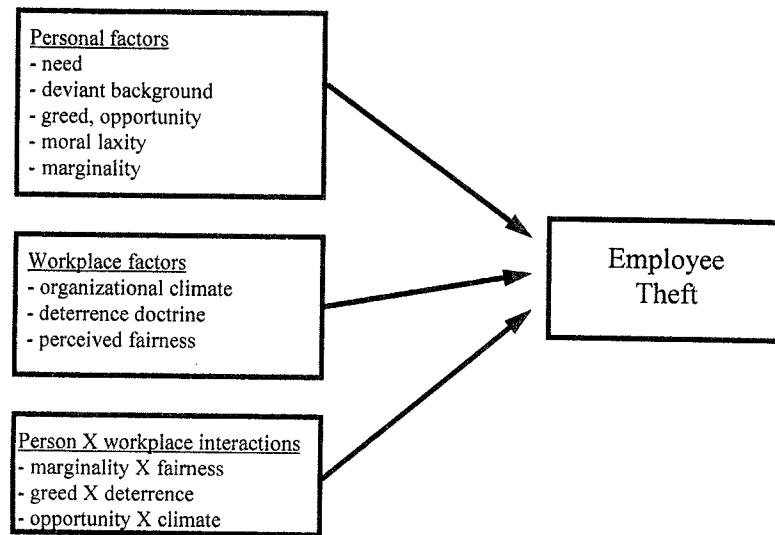 Personal factors
- need
- deviant background
- greed, opportunity
- moral laxity
- marginality
Workplace factors
- organizational climate
- deterrence doctrine
- perceived fairness
Person X workplace interactions
- marginality X fairness
- greed X deterrence
- opportunity X climate
Employee
Theft